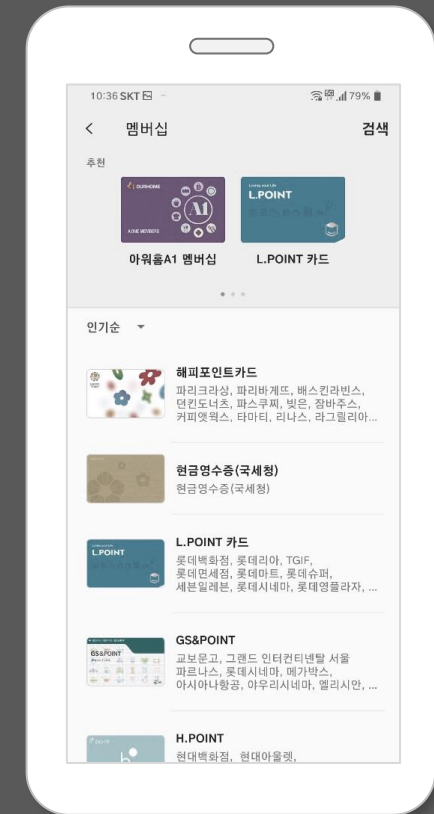 10:36 SKT
79%
멤버십
검색
추천
OURHOME
A1
A ONE MEMBERS
L.POINT
아워홈A1 멤버십
L.POINT 카드
인기순
해피포인트카드
파리크라상, 파리바게뜨, 배스킨라빈스,
던킨도너츠, 파스쿠찌, 빚은, 잠바주스,
커피앳웍스, 타마티, 리나스, 라그릴리아...
현금영수증(국세청)
현금영수증(국세청)
L.POINT
L.POINT 카드
롯데백화점, 롯데리아, TGIF,
롯데면세점, 롯데마트, 롯데슈퍼,
세븐일레븐, 롯데시네마, 롯데영플라자, ...
GS&POINT
GS&POINT
교보문고, 그랜드 인터컨티넨탈 서울
파르나스, 롯데시네마, 메가박스,
아시아나항공, 야우리시네마, 엘리시안, ...
H.POINT
현대백화점, 현대아울렛,